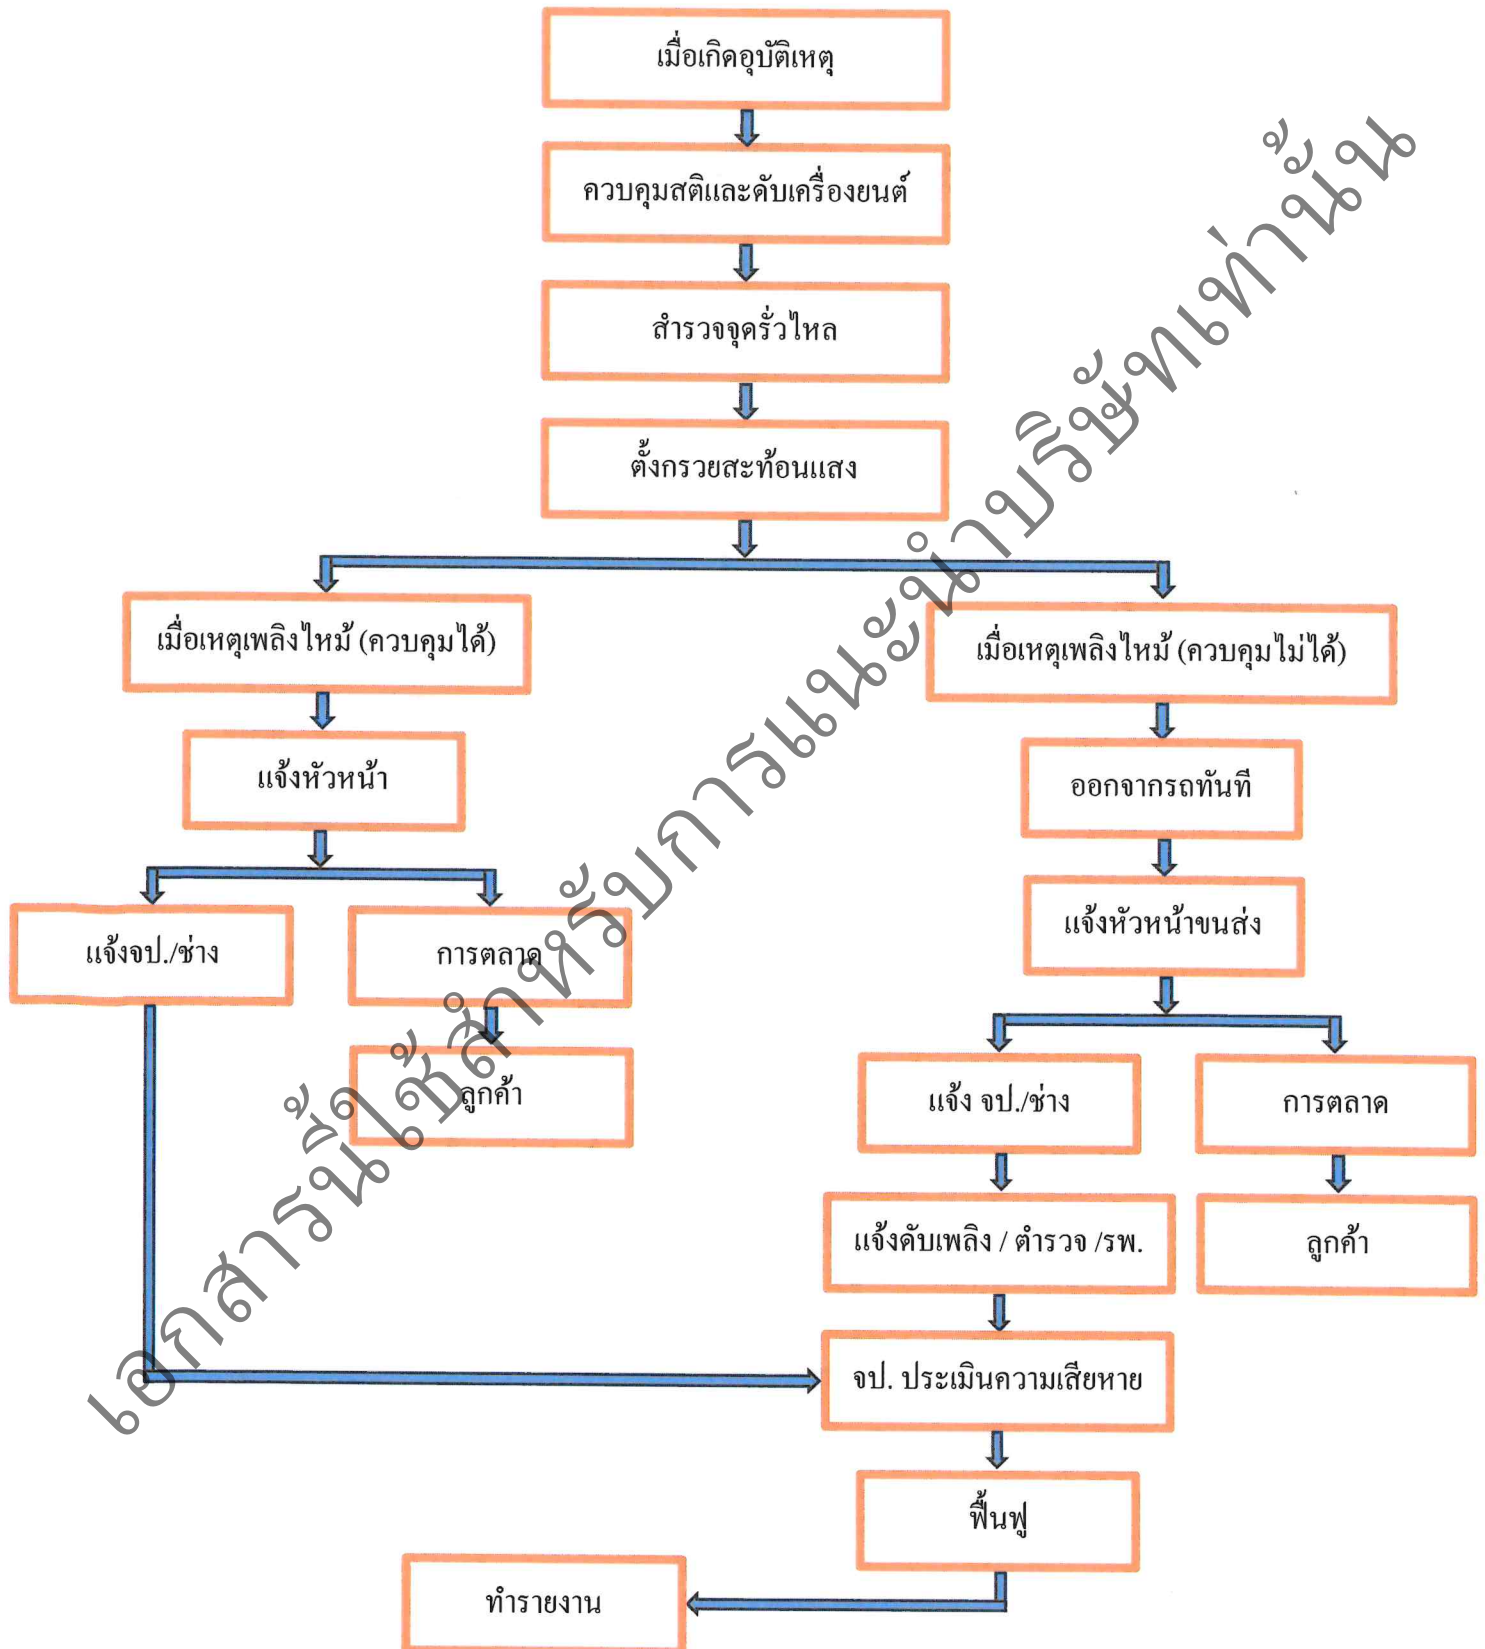 เมื่อเกิดอุบัติเหตุ
ควบคุมสติและดับเครื่องยนต์
สำรวจจุดรั่วไหล
ตั้งกรวยสะท้อนแสง
เมื่อเหตุเพลิงไหม้ (ควบคุมได้)
เมื่อเหตุเพลิงไหม้ (ควบคุมไม่ได้)
แจ้งหัวหน้า
ออกจากรถทันที
แจ้งจป./ช่าง
การตลาด
แจ้งหัวหน้าขนส่ง
ลูกค้า
แจ้ง จป./ช่าง
การตลาด
แจ้งดับเพลิง / ตำรวจ /รพ.
ลูกค้า
จป. ประเมินความเสียหาย
ฟื้นฟู
ทำรายงาน
เอกสารนี้ใช้สำหรับการแนะนำบริษัทเท่านั้น